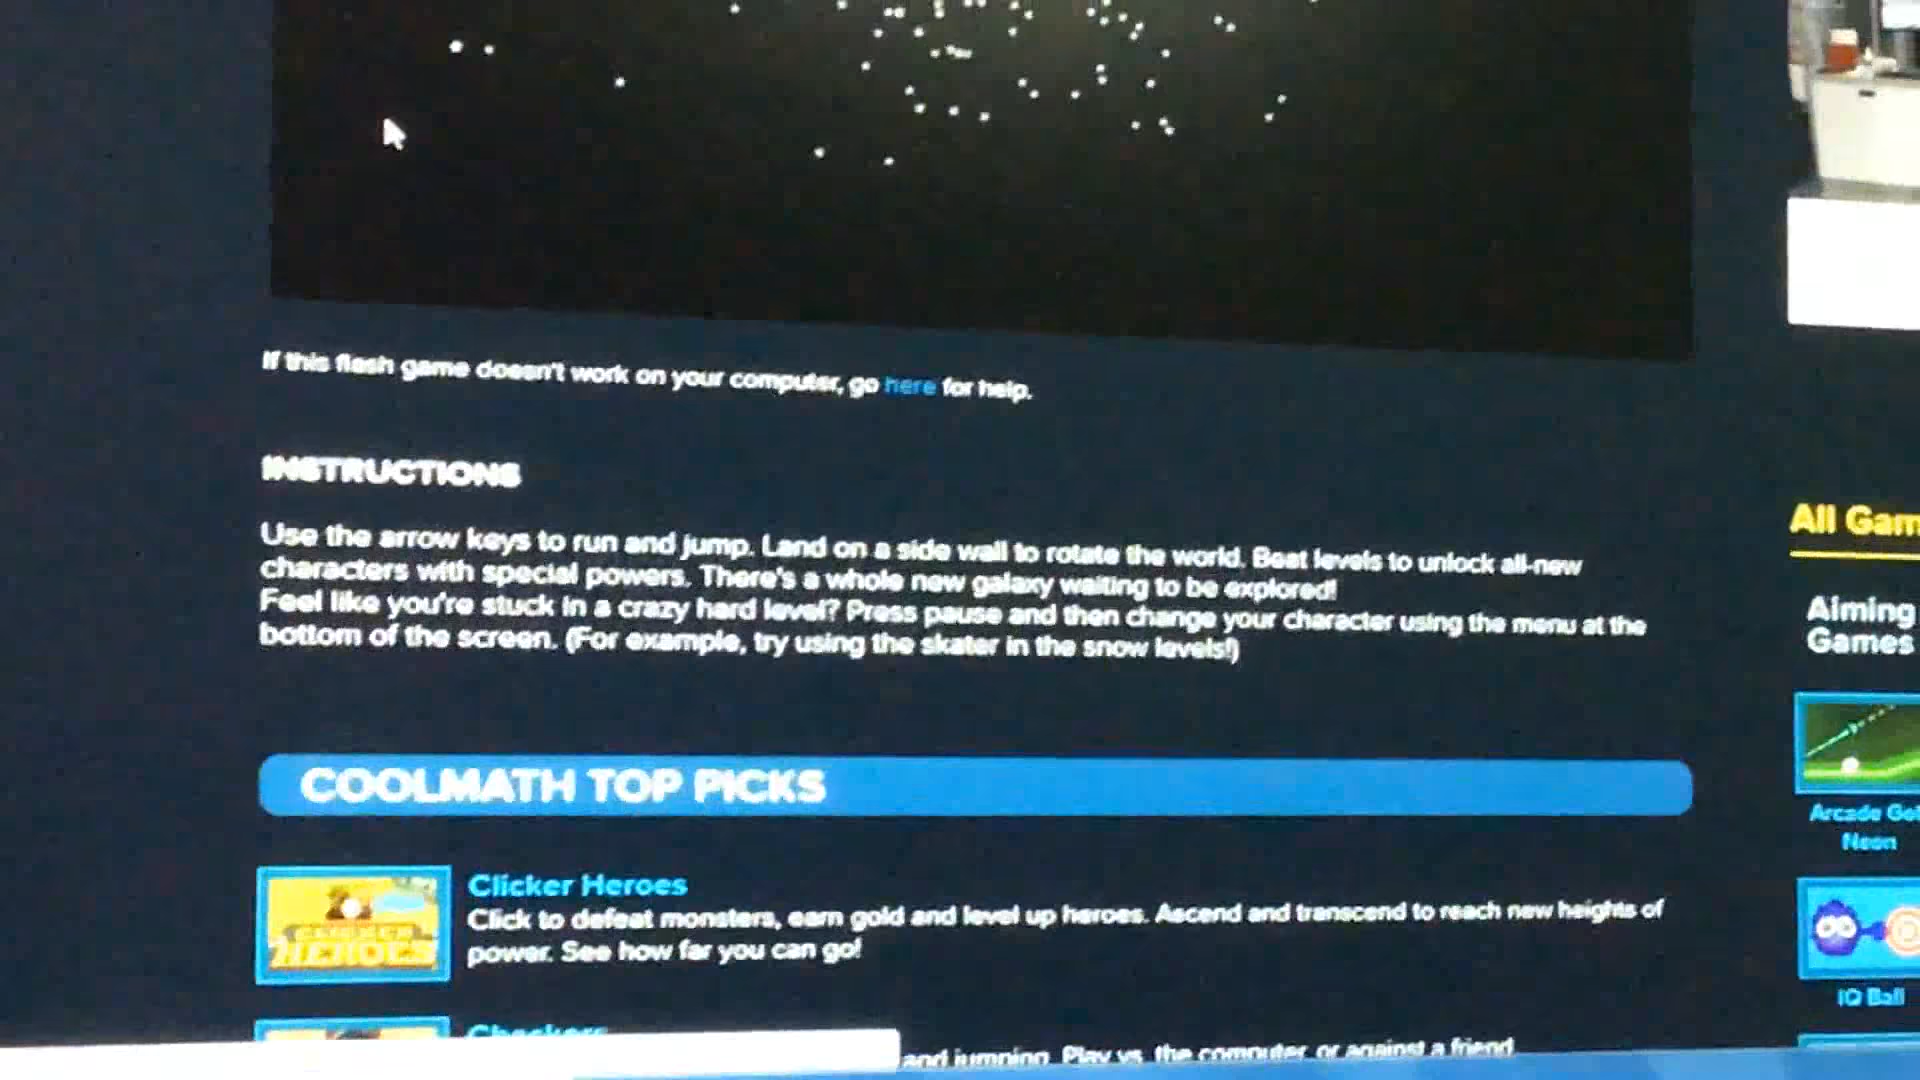 If this flash game doesn't work on your computer, go here for help.
INSTRUCTIONS
Use the arrow keys to run and jump. Land on a side wall to rotate the world. Beat levels to unlock all-new
characters with special powers. There's a whole new galaxy waiting to be explored!
Feel like you're stuck in a crazy hard level? Press pause and then change your character using the menu at the
bottom of the screen. (For example, try using the skater in the snow levels!)
COOLMATH TOP PICKS
CLICKER
HEROES
Clicker Heroes
Click to defeat monsters, earn gold and level up heroes. Ascend and transcend to reach new heights of
power. See how far you can go!
Checkers
and jumping. Play vs. the computer or against a friend
All Gam
Aiming
Games
Arcade Gol
Neon
IQ Ball